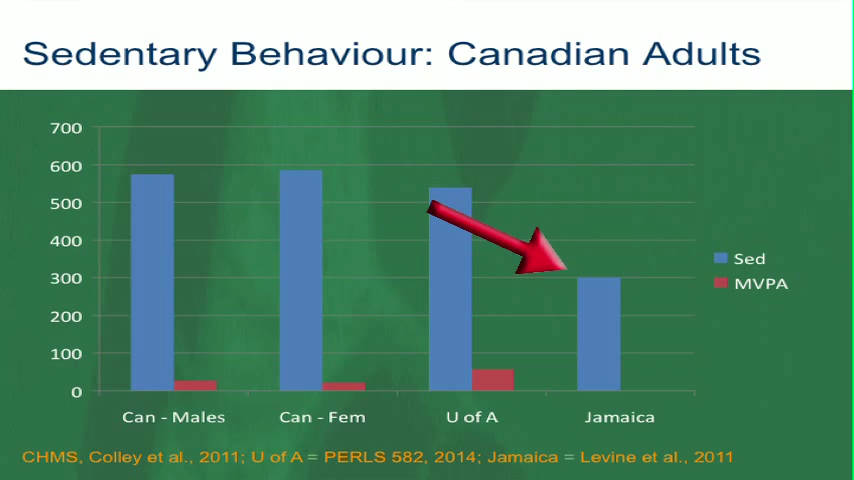 Sedentary Behaviour: Canadian Adults
700
600
500
400
300
200
100
0
Can - Males
Can - Fem
U of A
Jamaica
Sed
MVPA
CHMS, Colley et al., 2011; U of A = PERLS 582, 2014; Jamaica = Levine et al., 2011